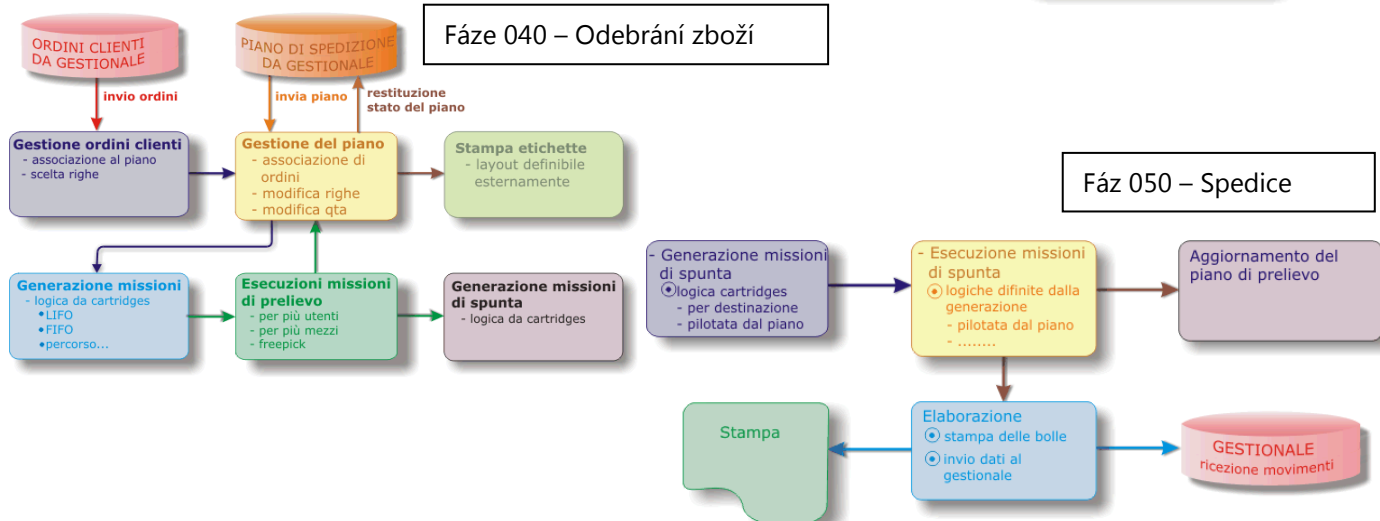 Fáze 040 – Odebrání zboží
ORDINI CLIENTI
DA GESTIONALE
PIANO DI SPEDIZIONE
DA GESTIONALE
invio ordini
invia piano
restituzione
stato del piano
Gestione ordini clienti
- associazione al piano
- scelta righe
Gestione del piano
- associazione di
ordini
- modifica righe
- modifica qta
Stampa etichette
- layout definibile
esternamente
Generazione missioni
- logica da cartridges
LIFO
FIFO
percorso...
Esecuzioni missioni
di prelievo
- per più utenti
- per più mezzi
- freepick
Generazione missioni
di spunta
- logica da cartridges
Fáz 050 – Spedice
- Generazione missioni
di spunta
logica cartridges
- per destinazione
- pilotata dal piano
- Esecuzione missioni
di spunta
logiche difinite dalla
generazione
- pilotata dal piano
- ........
Aggiornamento del
piano di prelievo
Stampa
Elaborazione
stampa delle bolle
invio dati al
gestionale
GESTIONALE
ricezione movimenti